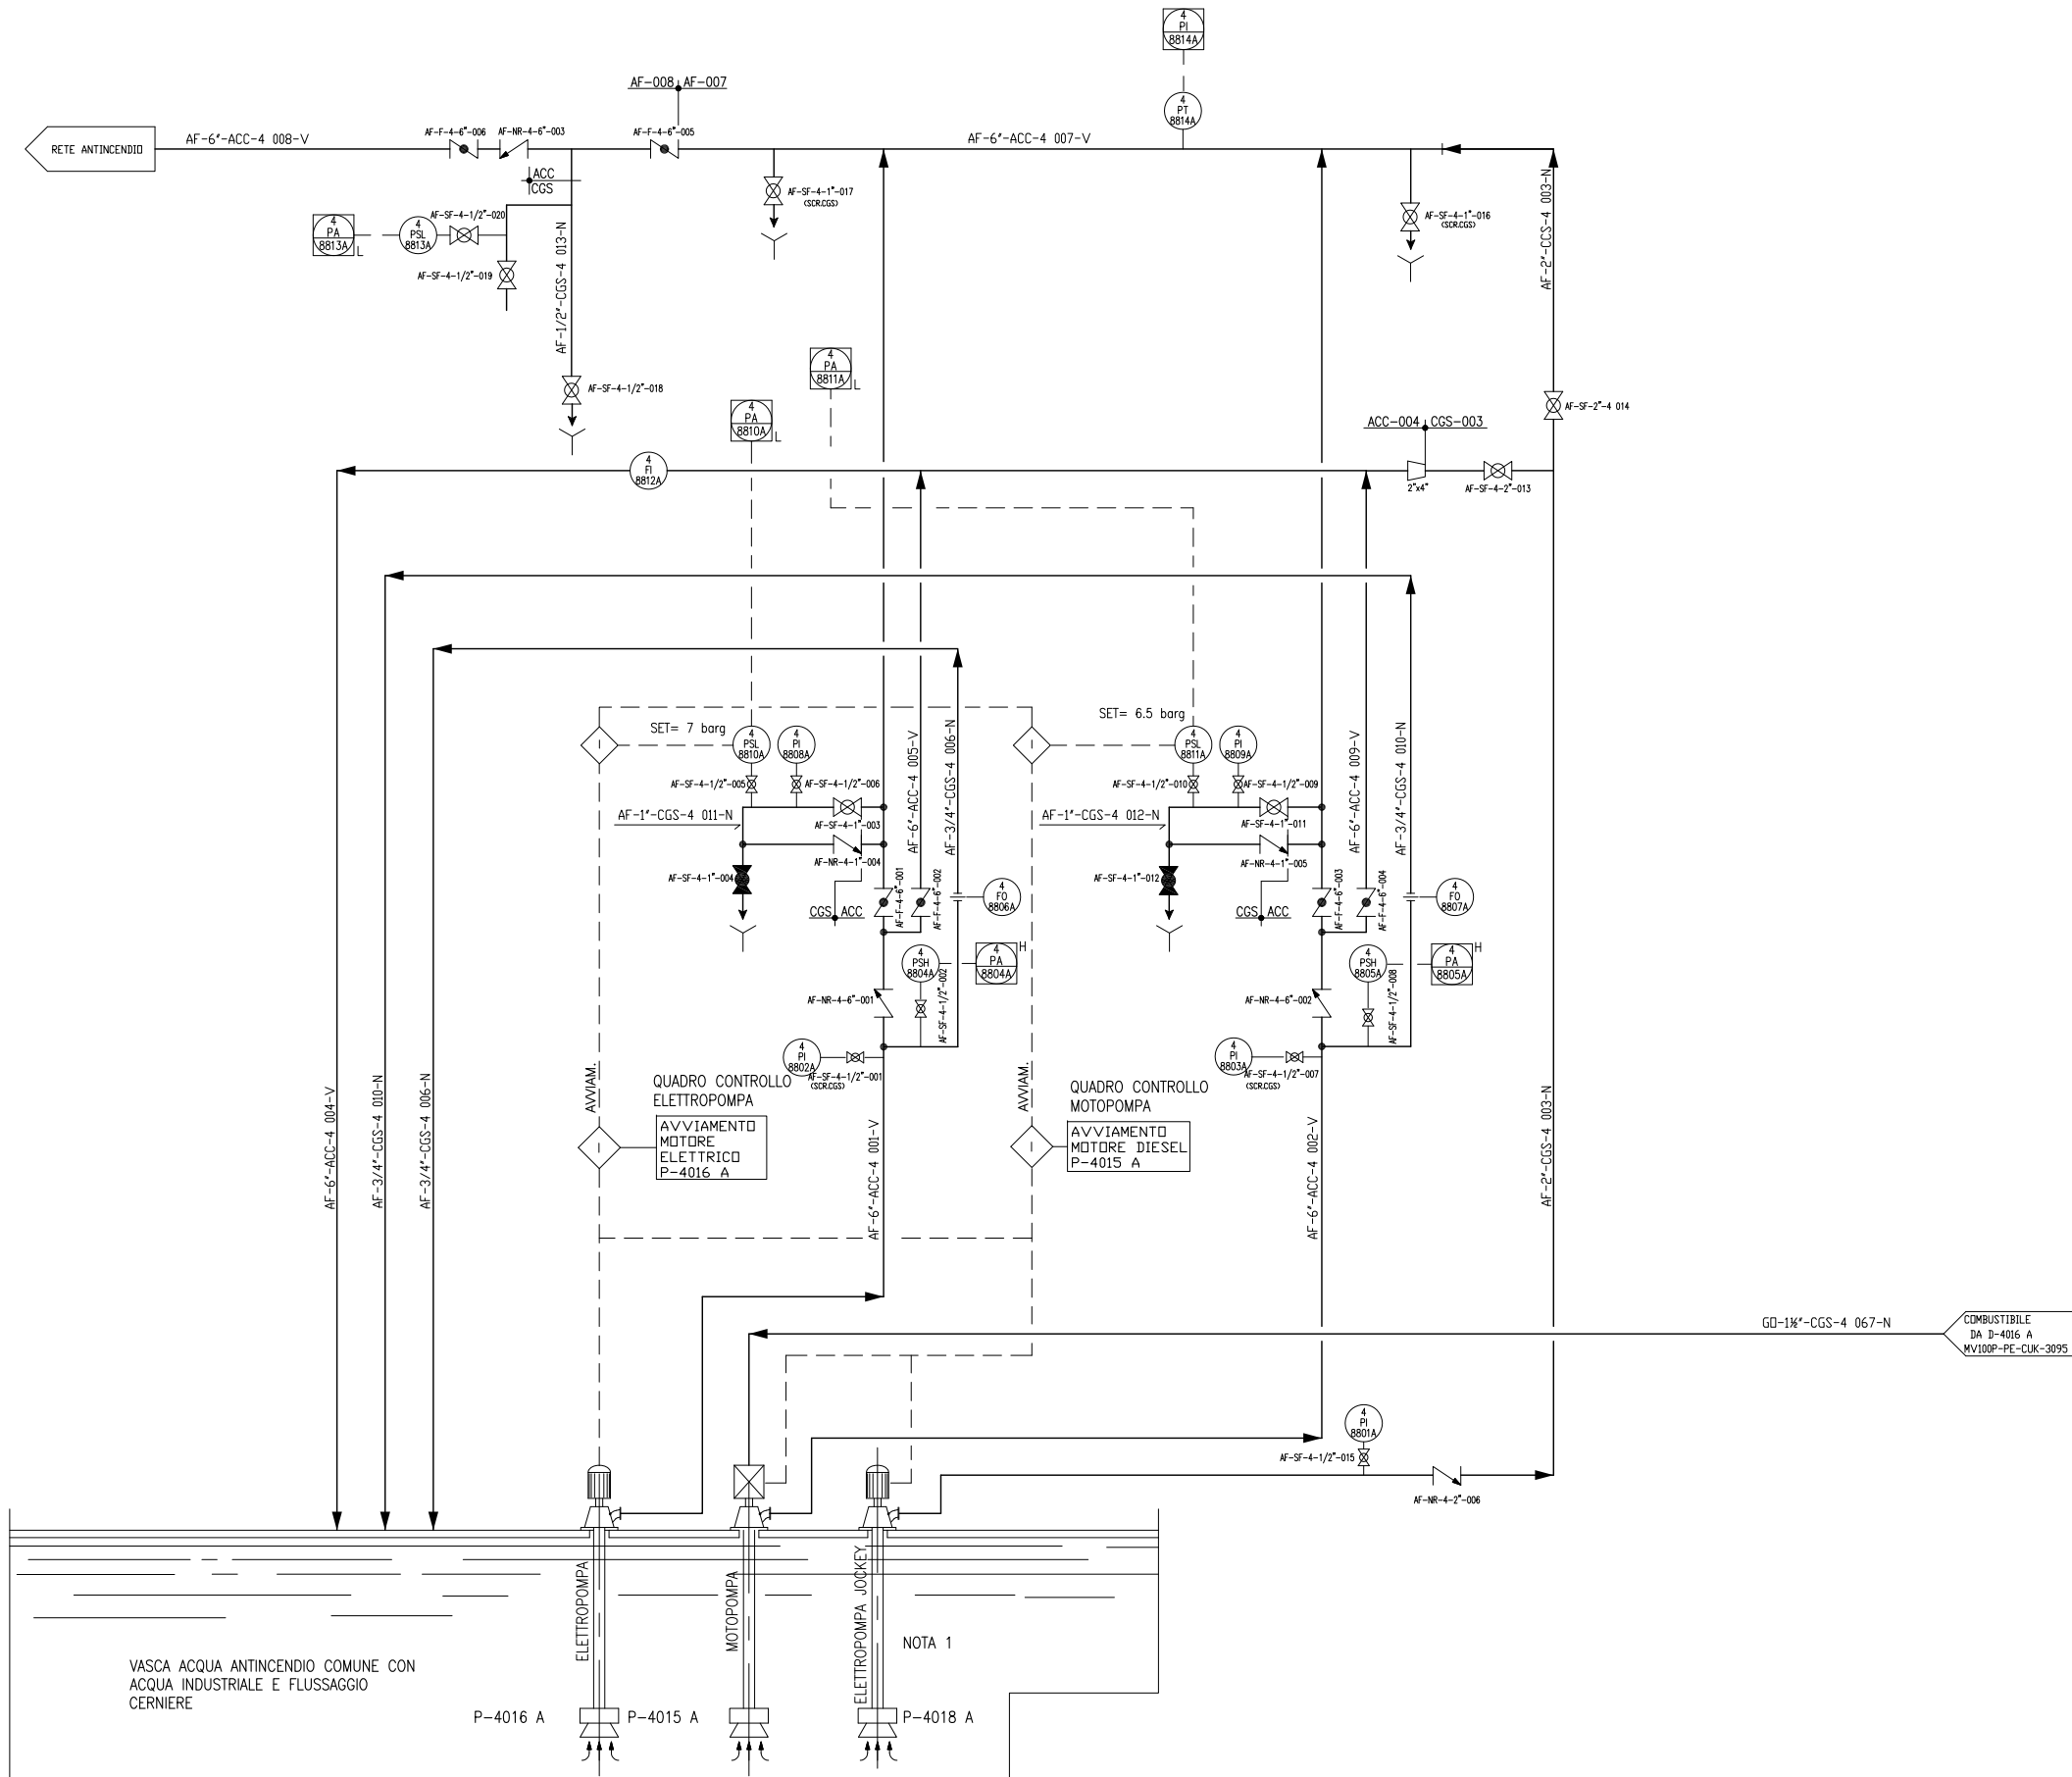 4
PI
8814A
AF-008
AF-007
4
PT
8814A
RETE ANTINCENDIO
AF-6"-ACC-4 008-V
AF-F-4-6"-006
AF-NR-4-6"-003
AF-F-4-6"-005
AF-6"-ACC-4 007-V
ACC
CGS
AF-SF-4-1"-017
(SCR.CGS)
AF-SF-4-1"-016
(SCR.CGS)
AF-2"-CCS-4 003-N
4
PA
8813A
L
4
PSL
8813A
AF-SF-4-1/2"-020
AF-SF-4-1/2"-019
AF-1/2"-CGS-4 013-N
AF-SF-4-1/2"-018
4
PA
8811A
L
4
PA
8810A
L
AF-SF-2"-4 014
ACC-004
CGS-003
4
FI
8812A
2"x4"
AF-SF-4-2"-013
SET= 7 barg
4
PSL
8810A
4
PI
8808A
AF-SF-4-1/2"-005
AF-SF-4-1/2"-006
AF-1"-CGS-4 011-N
AF-SF-4-1"-003
AF-NR-4-1"-004
AF-SF-4-1"-004
CGS
ACC
AF-F-4-6"-001
AF-F-4-6"-002
AF-6"-ACC-4 005-V
AF-3/4"-CGS-4 006-N
4
FO
8806A
4
PSH
8804A
4
PA
8804A
H
AF-SF-4-1/2"-002
AF-NR-4-6"-001
4
PI
8802A
AF-SF-4-1/2"-001
(SCR.CGS)
SET= 6.5 barg
4
PSL
8811A
4
PI
8809A
AF-SF-4-1/2"-010
AF-SF-4-1/2"-009
AF-1"-CGS-4 012-N
AF-SF-4-1"-011
AF-NR-4-1"-005
AF-SF-4-1"-012
CGS
ACC
AF-F-4-6"-003
AF-F-4-6"-004
AF-6"-ACC-4 009-V
AF-3/4"-CGS-4 010-N
4
FO
8807A
4
PSH
8805A
4
PA
8805A
H
AF-SF-4-1/2"-008
AF-NR-4-6"-002
4
PI
8803A
AF-SF-4-1/2"-007
(SCR.CGS)
AF-6"-ACC-4 004-V
AF-3/4"-CGS-4 010-N
AF-3/4"-CGS-4 006-N
AVVIAM.
QUADRO CONTROLLO
ELETTROPOMPA
AVVIAMENTO
MOTORE
ELETTRICO
P-4016 A
AF-6"-ACC-4 001-V
AVVIAM.
QUADRO CONTROLLO
MOTOPOMPA
AVVIAMENTO
MOTORE DIESEL
P-4015 A
AF-6"-ACC-4 002-V
AF-2"-CGS-4 003-N
GO-1½"-CGS-4 067-N
COMBUSTIBILE
DA D-4016 A
MV100P-PE-CUK-3095
4
PI
8801A
AF-SF-4-1/2"-015
AF-NR-4-2"-006
ELETTROPOMPA
MOTOPOMPA
ELETTROPOMPA JOCKEY
NOTA 1
VASCA ACQUA ANTINCENDIO COMUNE CON
ACQUA INDUSTRIALE E FLUSSAGGIO
CERNIERE
P-4016 A
P-4015 A
P-4018 A